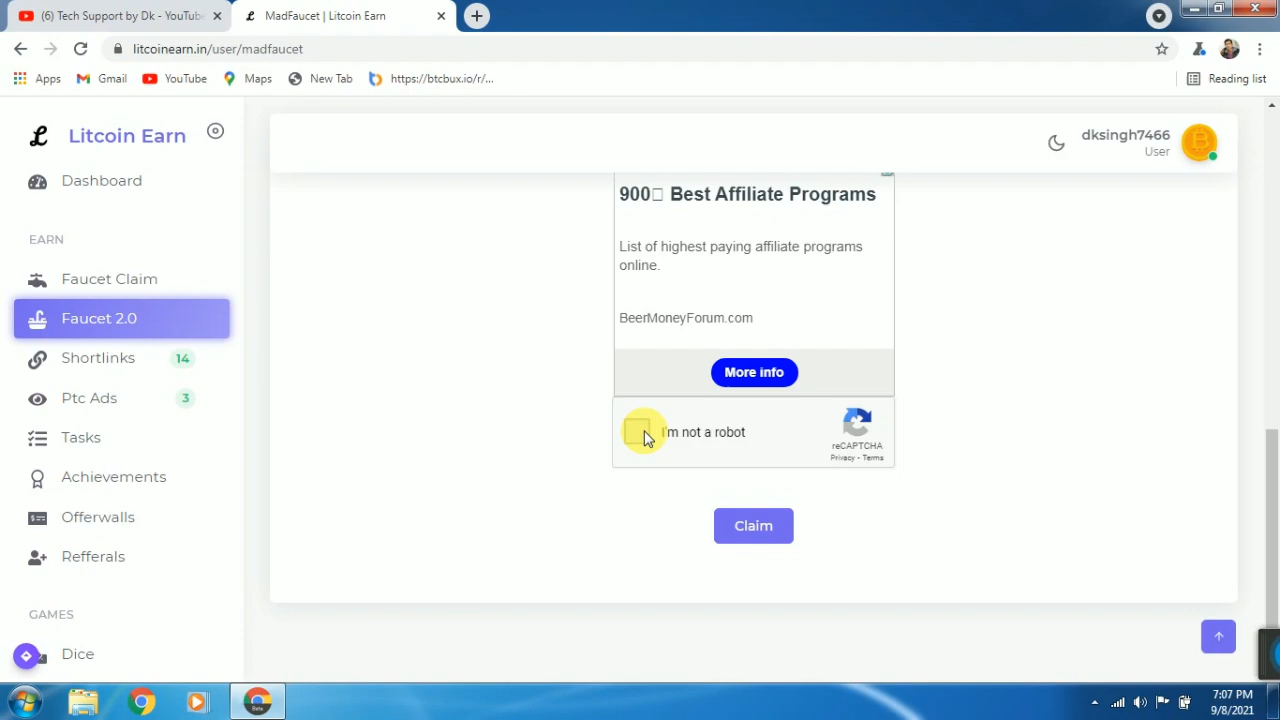 (6) Tech Support by Dk - YouTube
MadFaucet | Litcoin Earn
litcoinearn.in/user/madfaucet
Apps
Gmail
YouTube
Maps
New Tab
https://btcbux.io/r/...
Reading list
Litcoin Earn
dksingh7466
User
Dashboard
EARN
Faucet Claim
Faucet 2.0
Shortlinks 14
Ptc Ads 3
Tasks
Achievements
Offerwalls
Refferals
GAMES
Dice
900 Best Affiliate Programs
List of highest paying affiliate programs
online.
BeerMoneyForum.com
More info
I'm not a robot
reCAPTCHA
Privacy - Terms
Claim
Beta
7:07 PM
9/8/2021